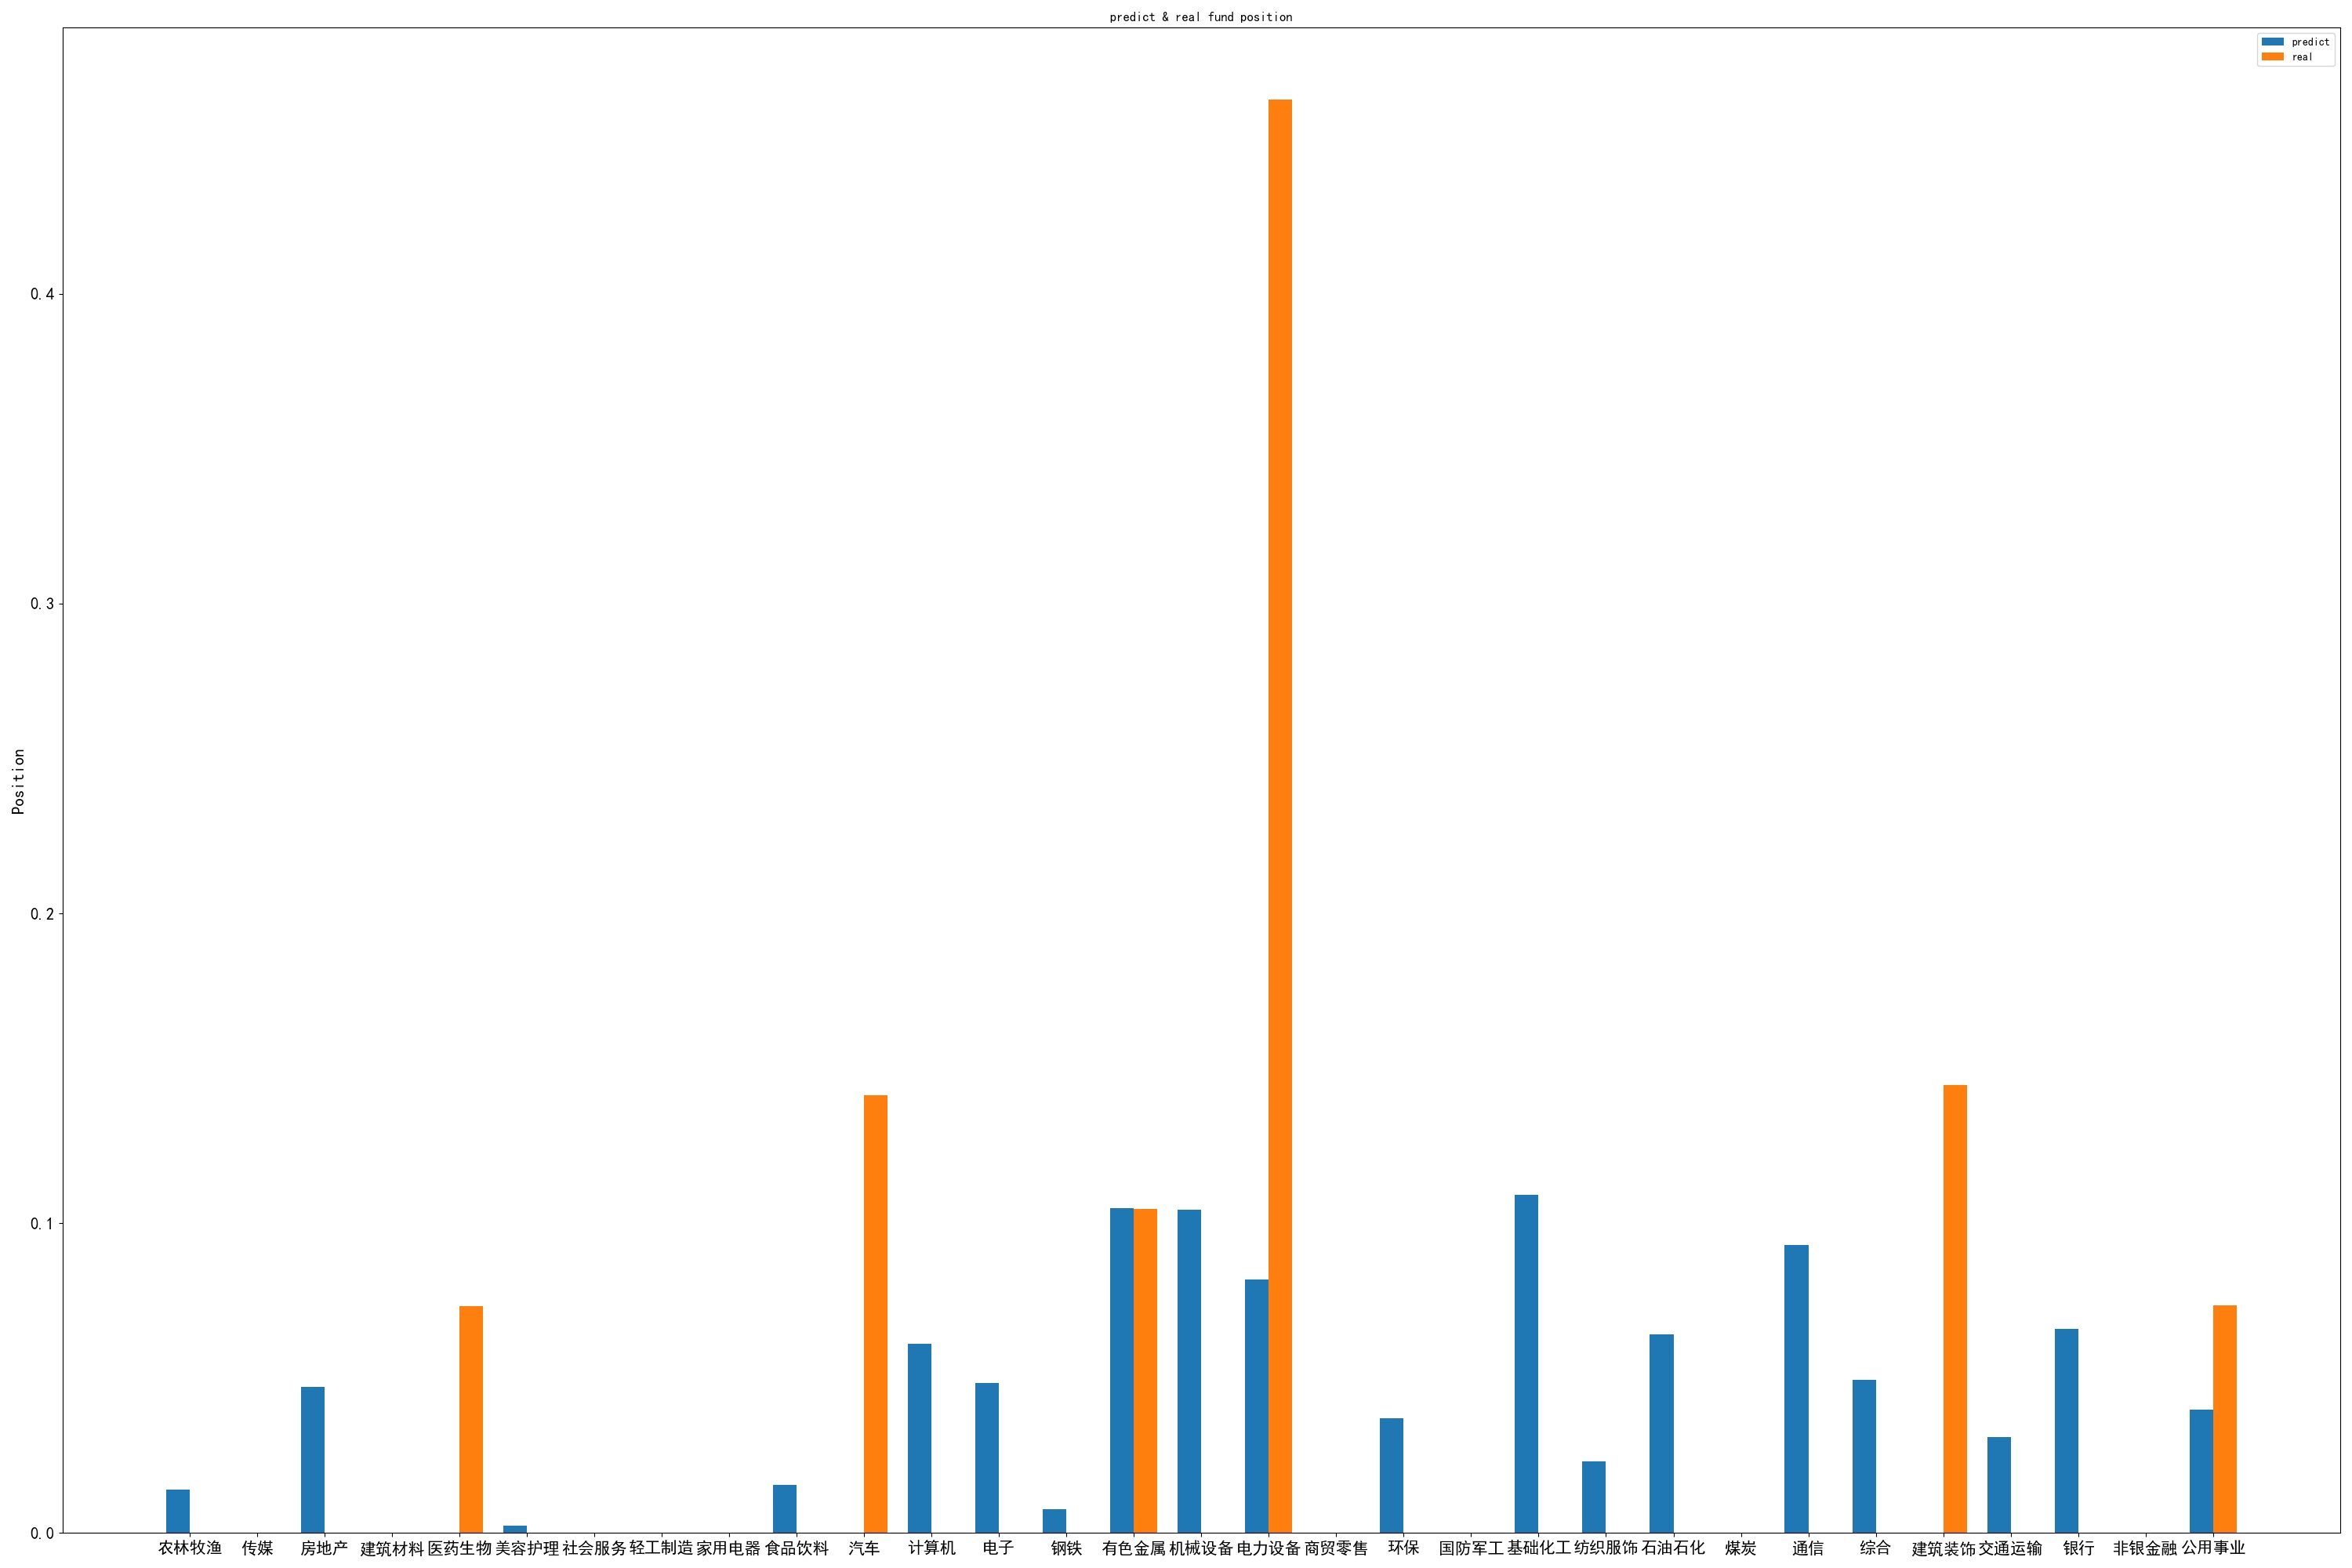 predict & real fund position
predict
real
Position
0.4
0.3
0.2
0.1
0.0
农林牧渔 传媒 房地产 建筑材料 医药生物 美容护理 社会服务 轻工制造 家用电器 食品饮料 汽车 计算机 电子 钢铁 有色金属 机械设备 电力设备 商贸零售 环保 国防军工 基础化工 纺织服饰 石油石化 煤炭 通信 综合 建筑装饰 交通运输 银行 非银金融 公用事业